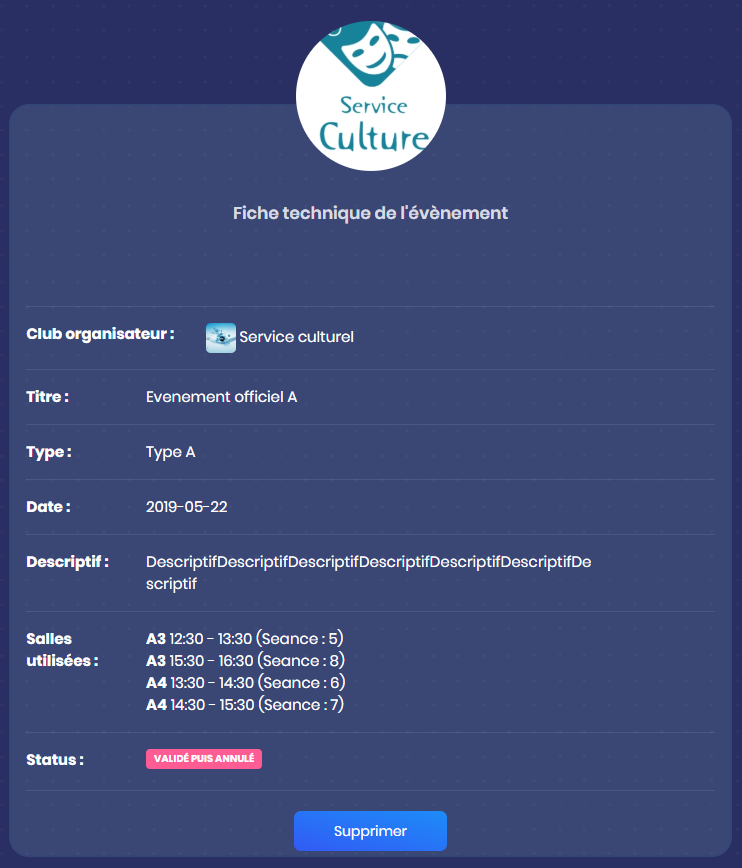 Service
Culture
Fiche technique de l'évènement
Club organisateur : Service culturel
Titre : Evenement officiel A
Type : Type A
Date : 2019-05-22
Descriptif : DescriptifDescriptifDescriptifDescriptifDescriptifDescriptifDe
scriptif
Salles
utilisées :
A3 12:30 - 13:30 (Seance : 5)
A3 15:30 - 16:30 (Seance : 8)
A4 13:30 - 14:30 (Seance : 6)
A4 14:30 - 15:30 (Seance : 7)
Status : VALIDÉ PUIS ANNULÉ
Supprimer